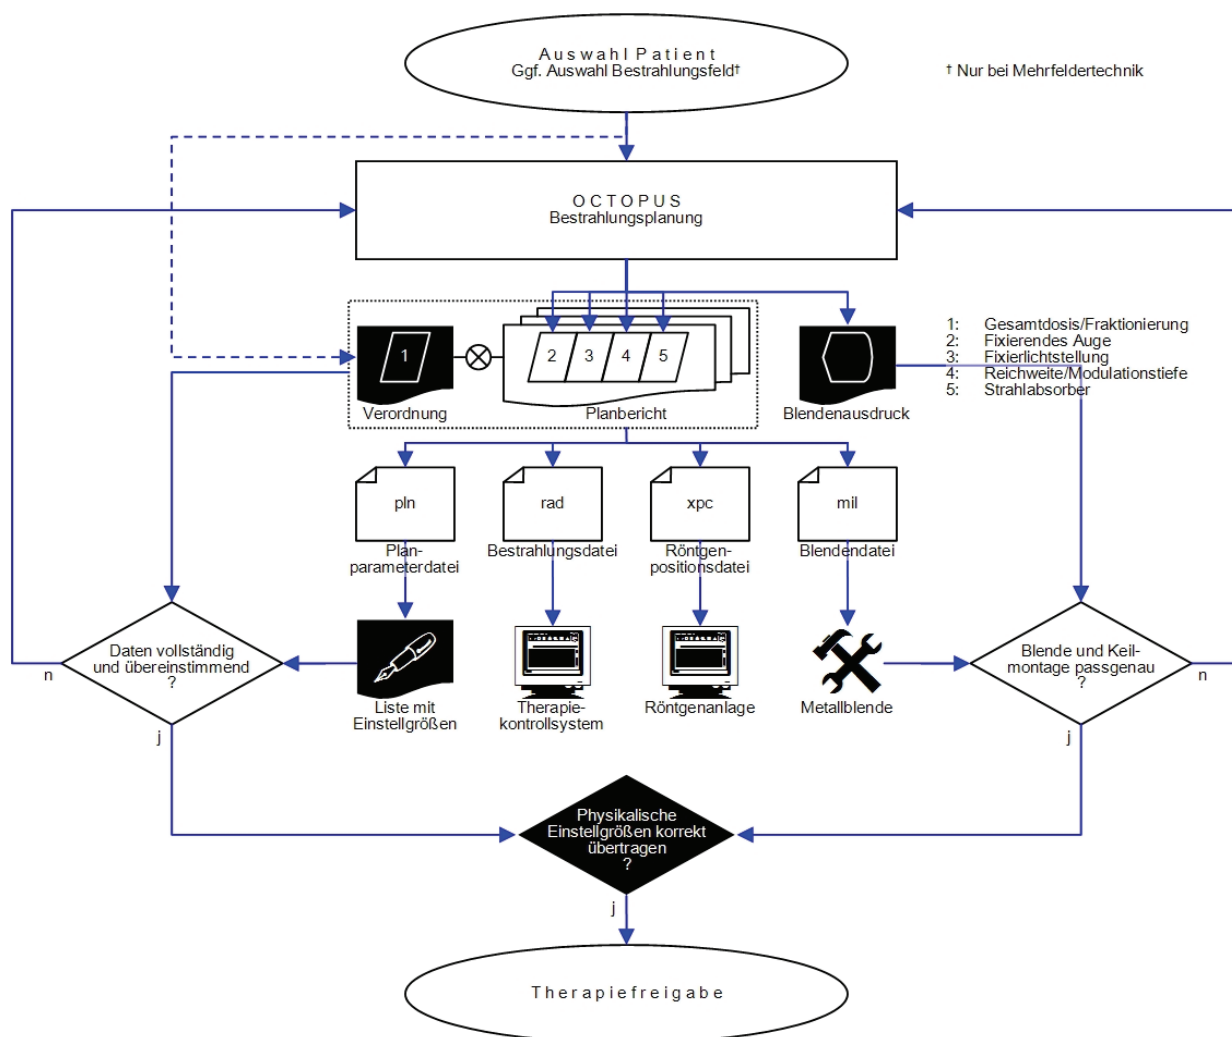 Auswahl Patient
Ggf. Auswahl Bestrahlungsfeld†
† Nur bei Mehrfeldertechnik
OCTOPUS
Bestrahlungsplanung
1
2 3 4 5
Verordnung
Planbericht
Blendenausdruck
1: Gesamtdosis/Fraktionierung
2: Fixierendes Auge
3: Fixierlichtstellung
4: Reichweite/Modulationstiefe
5: Strahlabsorber
pln
rad
xpc
mil
Plan-
parameterdatei
Bestrahlungsdatei
Röntgen-
positionsdatei
Blendendatei
Daten vollständig
und übereinstimmend
?
n
j
Liste mit
Einstellgrößen
Therapie-
kontrollsystem
Röntgenanlage
Metallblende
Blende und Keil-
montage passgenau
?
n
j
Physikalische
Einstellgrößen korrekt
übertragen
?
j
Therapiefreigabe